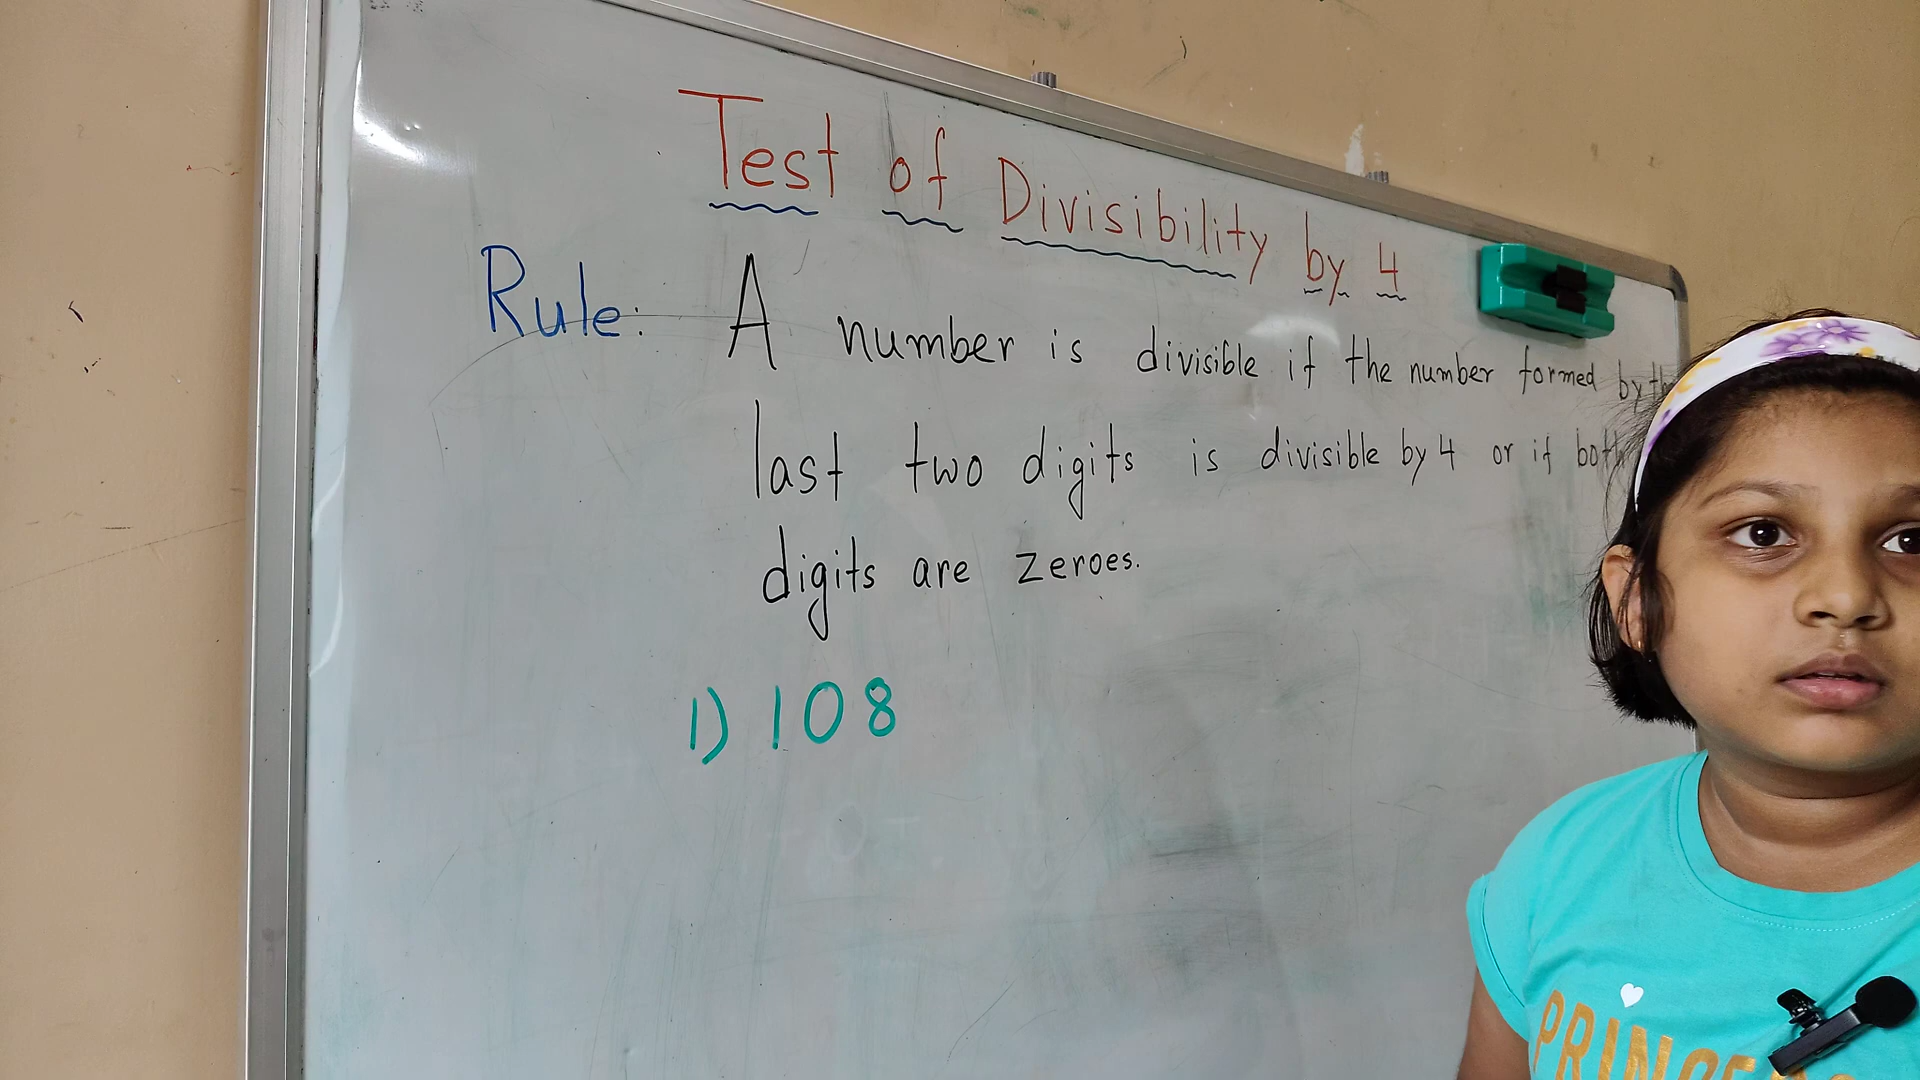 Test of Divisibility by 4
Rule: A number is divisible if the number formed by
last two digits is divisible by 4 or if both
digits are zeroes.
1) 108